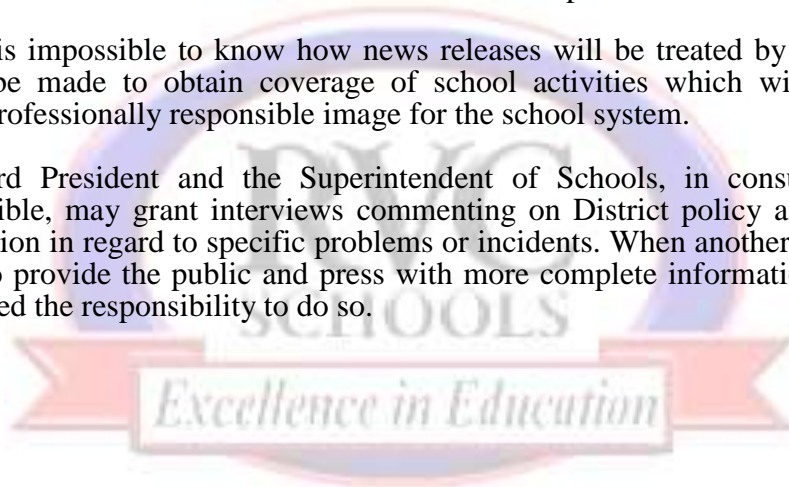 is impossible to know how news releases will be treated by
be made to obtain coverage of school activities which wi
rofessionally responsible image for the school system.
rd President and the Superintendent of Schools, in consu
ible, may grant interviews commenting on District policy a
ion in regard to specific problems or incidents. When another
o provide the public and press with more complete informatio
ed the responsibility to do so.
RVC
SCHOOLS
Excellence in Education